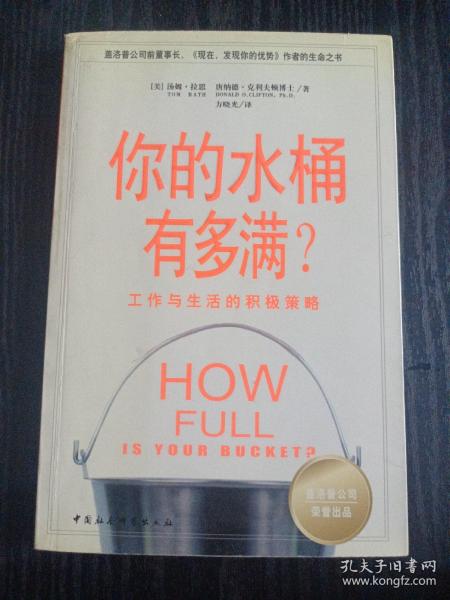 盖洛普公司前董事长、《现在，发现你的优势》作者的生命之书
[美] 汤姆·拉思 唐纳德·克利夫顿博士/著
TOM RATH DONALD O.CLIFTON, Ph.D.
方晓光/译
你的水桶
有多满？
工作与生活的积极策略
HOW
FULL
IS YOUR BUCKET?
盖洛普公司
荣誉出品
中国社会科学出版社
孔夫子旧书网
www.kongfz.com